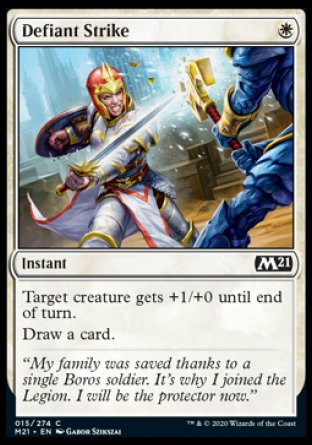 Defiant Strike
Instant
M21
Target creature gets +1/+0 until end
of turn.
Draw a card.
“My family was saved thanks to a
single Boros soldier. It’s why I joined the
Legion. I will be the protector now.”
015/274 C
M21 • EN Gabor Szikszai
™ & © 2020 Wizards of the Coast